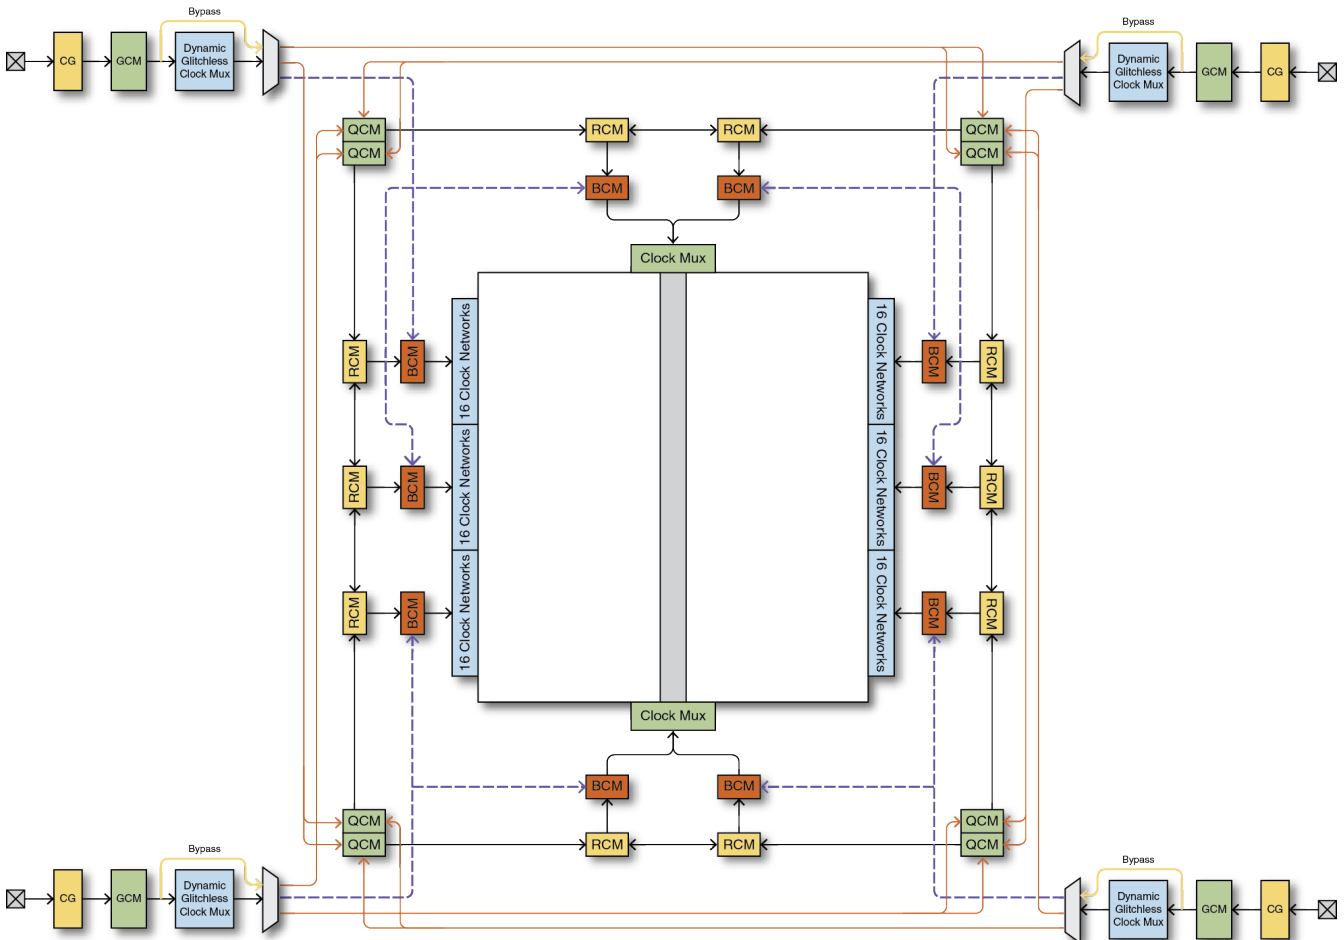 Bypass
CG
GCM
Dynamic
Glitchless
Clock Mux
Bypass
Dynamic
Glitchless
Clock Mux
GCM
CG
QCM
QCM
RCM
RCM
QCM
QCM
BCM
BCM
Clock Mux
RCM
BCM
16 Clock Networks
16 Clock Networks
BCM
RCM
RCM
BCM
16 Clock Networks
16 Clock Networks
BCM
RCM
RCM
BCM
16 Clock Networks
16 Clock Networks
BCM
RCM
Clock Mux
BCM
BCM
QCM
QCM
RCM
RCM
QCM
QCM
Bypass
CG
GCM
Dynamic
Glitchless
Clock Mux
Bypass
Dynamic
Glitchless
Clock Mux
GCM
CG